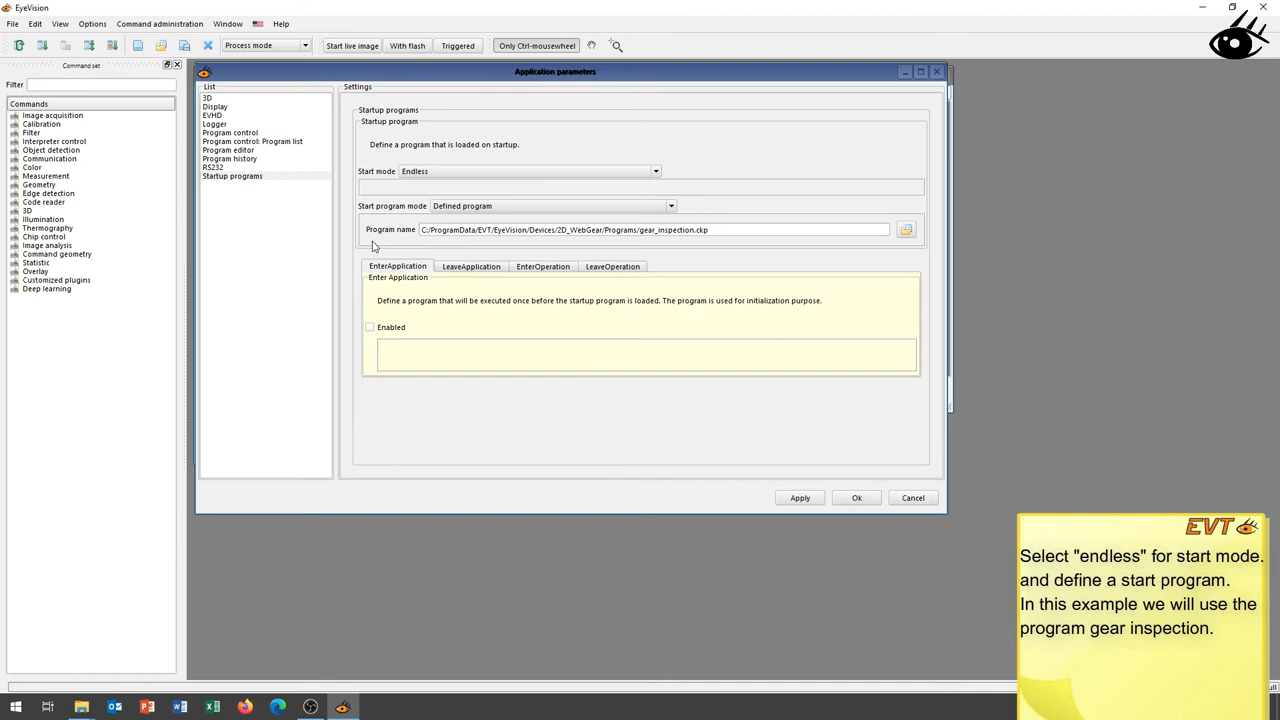 EyeVision
File Edit View Options Command administration Window Help
Process mode Start live image With flash Triggered Only Ctrl-mousewheel
Command set
Filter
Commands
Image acquisition
Calibration
Filter
Interpreter control
Object detection
Communication
Color
Measurement
Geometry
Edge detection
Code reader
3D
Illumination
Thermography
Chip control
Image analysis
Statistic
Command geometry
Overlay
Customized plugins
Deep learning
Application parameters
List
3D
Display
EVHD
Logger
Program control
Program control: Program list
Program editor
Program history
RS232
Startup programs
Settings
Startup programs
Startup program
Define a program that is loaded on startup.
Start mode Endless
Start program mode Defined program
Program name C:/ProgramData/EVT/EyeVision/Devices/2D_WebGear/Programs/gear_inspection.ckp
EnterApplication LeaveApplication EnterOperation LeaveOperation
Enter Application
Define a program that will be executed once before the startup program is loaded. The program is used for initialization purpose.
Enabled
Apply Ok Cancel
EVT
Select "endless" for start mode.
and define a start program.
In this example we will use the
program gear inspection.